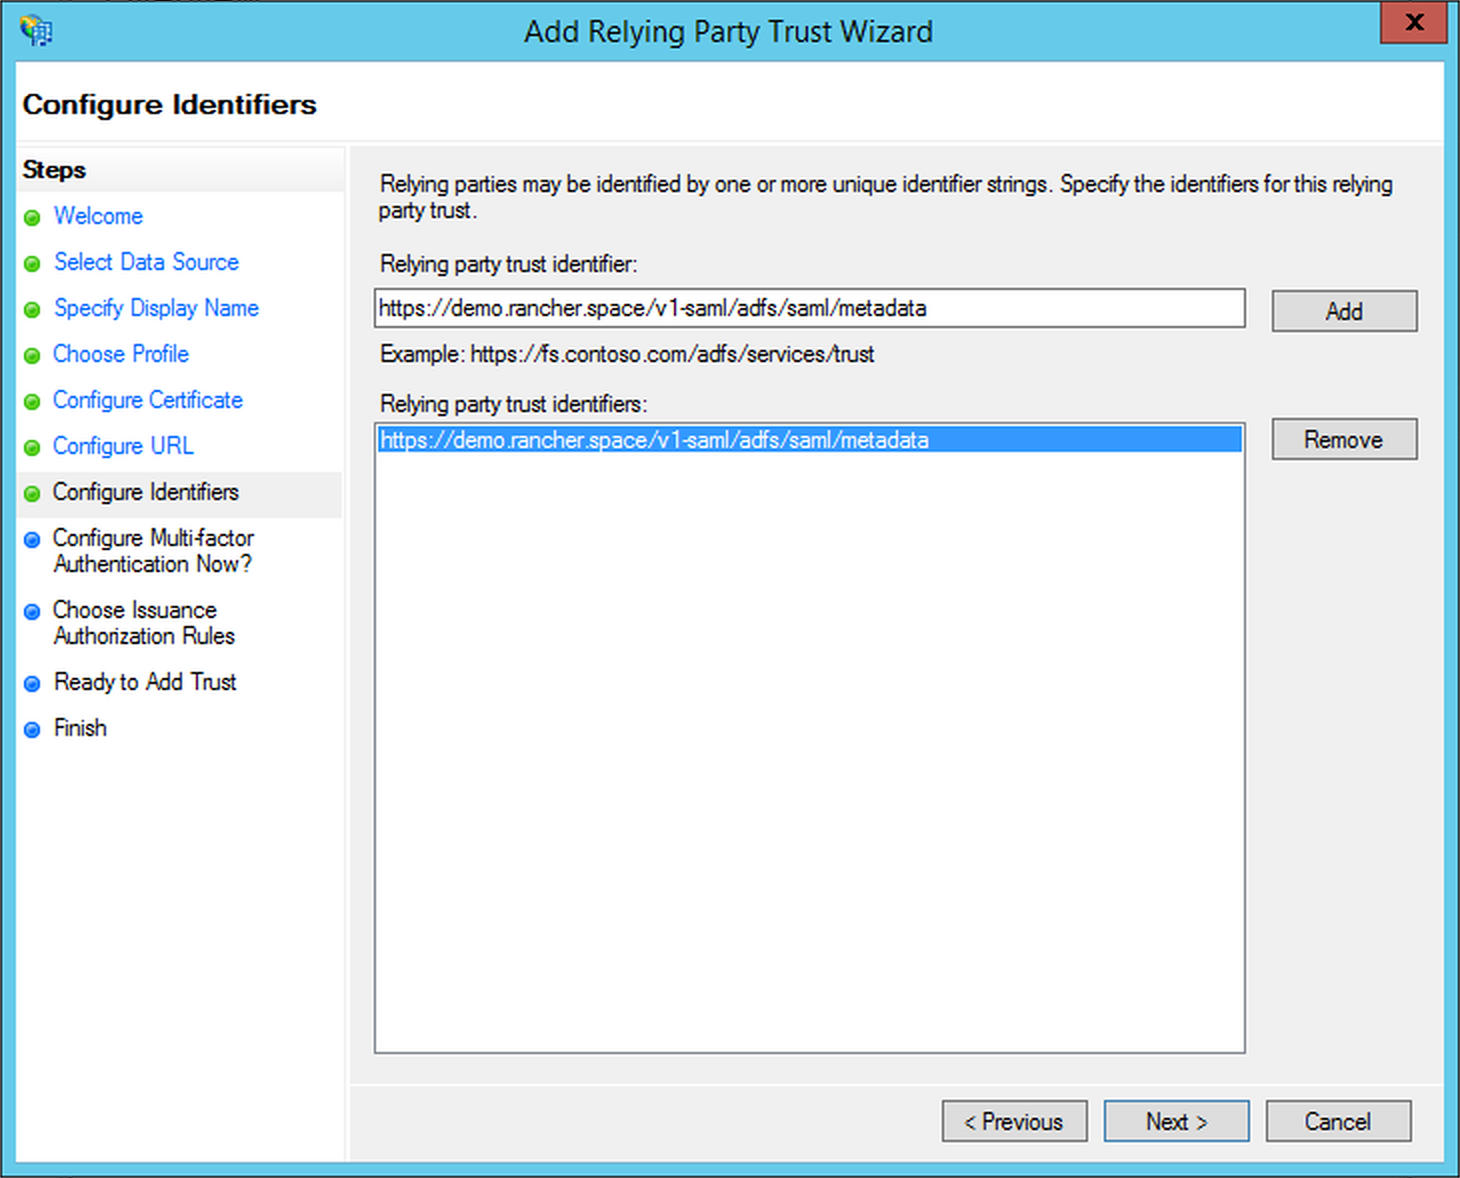 Add Relying Party Trust Wizard
X
Configure Identifiers
Steps
Welcome
Select Data Source
Specify Display Name
Choose Profile
Configure Certificate
Configure URL
Configure Identifiers
Configure Multi-factor
Authentication Now?
Choose Issuance
Authorization Rules
Ready to Add Trust
Finish
Relying parties may be identified by one or more unique identifier strings. Specify the identifiers for this relying
party trust.
Relying party trust identifier:
https://demo.rancher.space/v1-saml/adfs/saml/metadata
Add
Example: https://fs.contoso.com/adfs/services/trust
Relying party trust identifiers:
https://demo.rancher.space/v1-saml/adfs/saml/metadata
Remove
< Previous
Next >
Cancel